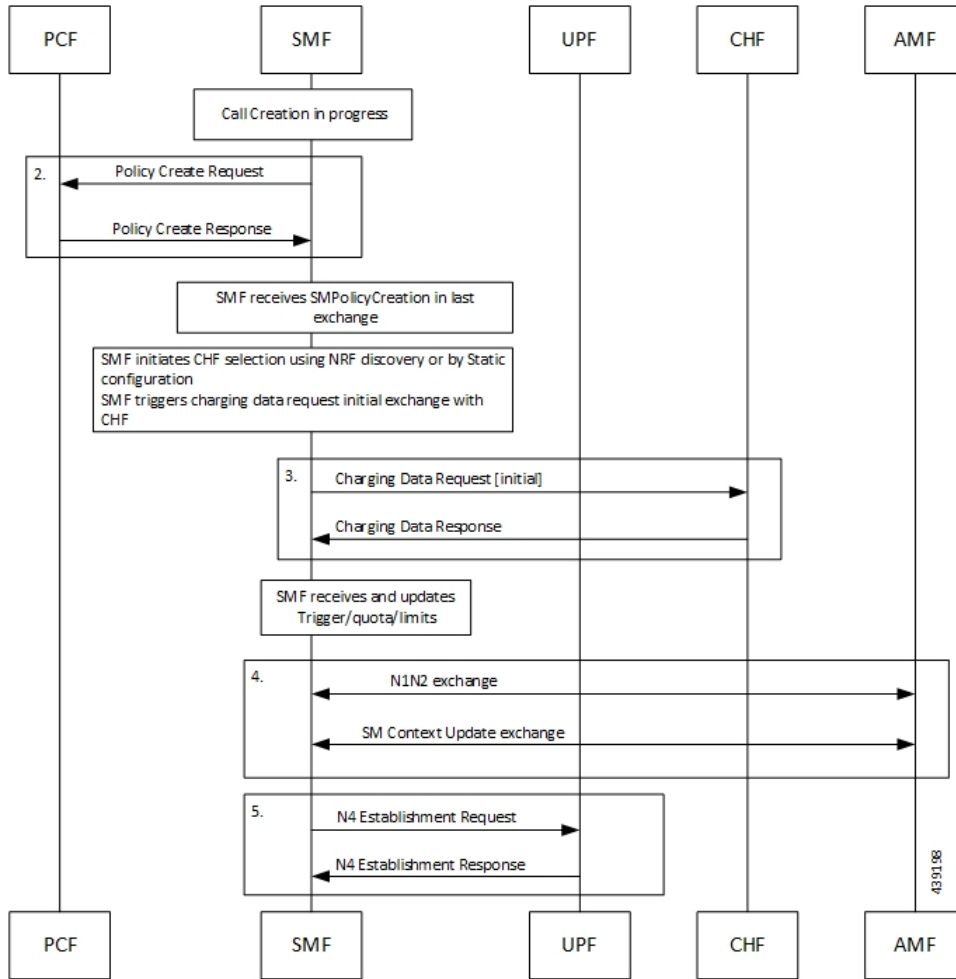 PCF
SMF
UPF
CHF
AMF
Call Creation in progress
2.
Policy Create Request
Policy Create Response
SMF receives SMPolicyCreation in last
exchange
SMF initiates CHF selection using NRF discovery or by Static
configuration
SMF triggers charging data request initial exchange with
CHF
3.
Charging Data Request [initial]
Charging Data Response
SMF receives and updates
Trigger/quota/limits
4.
N1N2 exchange
SM Context Update exchange
5.
N4 Establishment Request
N4 Establishment Response
439198
PCF
SMF
UPF
CHF
AMF